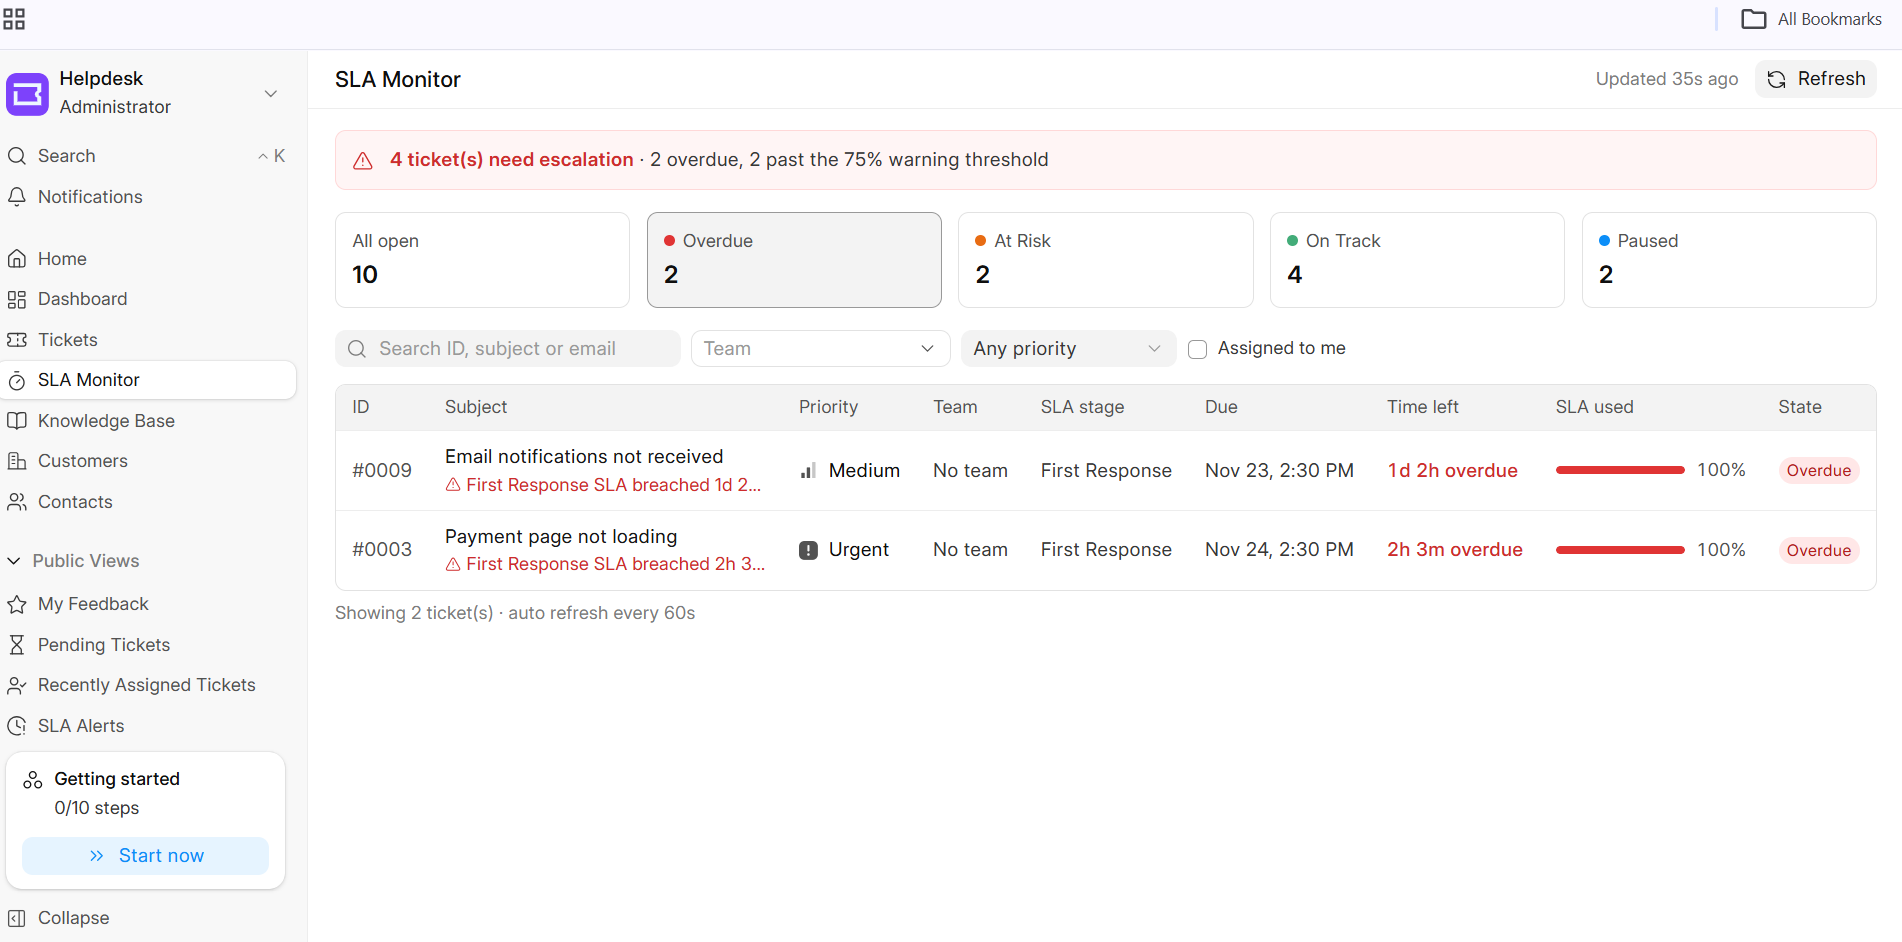 All Bookmarks
Helpdesk
Administrator
Search ^ K
Notifications
Home
Dashboard
Tickets
SLA Monitor
Knowledge Base
Customers
Contacts
Public Views
My Feedback
Pending Tickets
Recently Assigned Tickets
SLA Alerts
Getting started
0/10 steps
Start now
Collapse
SLA Monitor
Updated 35s ago Refresh
4 ticket(s) need escalation · 2 overdue, 2 past the 75% warning threshold
All open
10
Overdue
2
At Risk
2
On Track
4
Paused
2
Search ID, subject or email Team Any priority Assigned to me
ID Subject Priority Team SLA stage Due Time left SLA used State
#0009 Email notifications not received Medium No team First Response Nov 23, 2:30 PM 1d 2h overdue 100% Overdue
First Response SLA breached 1d 2...
#0003 Payment page not loading Urgent No team First Response Nov 24, 2:30 PM 2h 3m overdue 100% Overdue
First Response SLA breached 2h 3...
Showing 2 ticket(s) · auto refresh every 60s